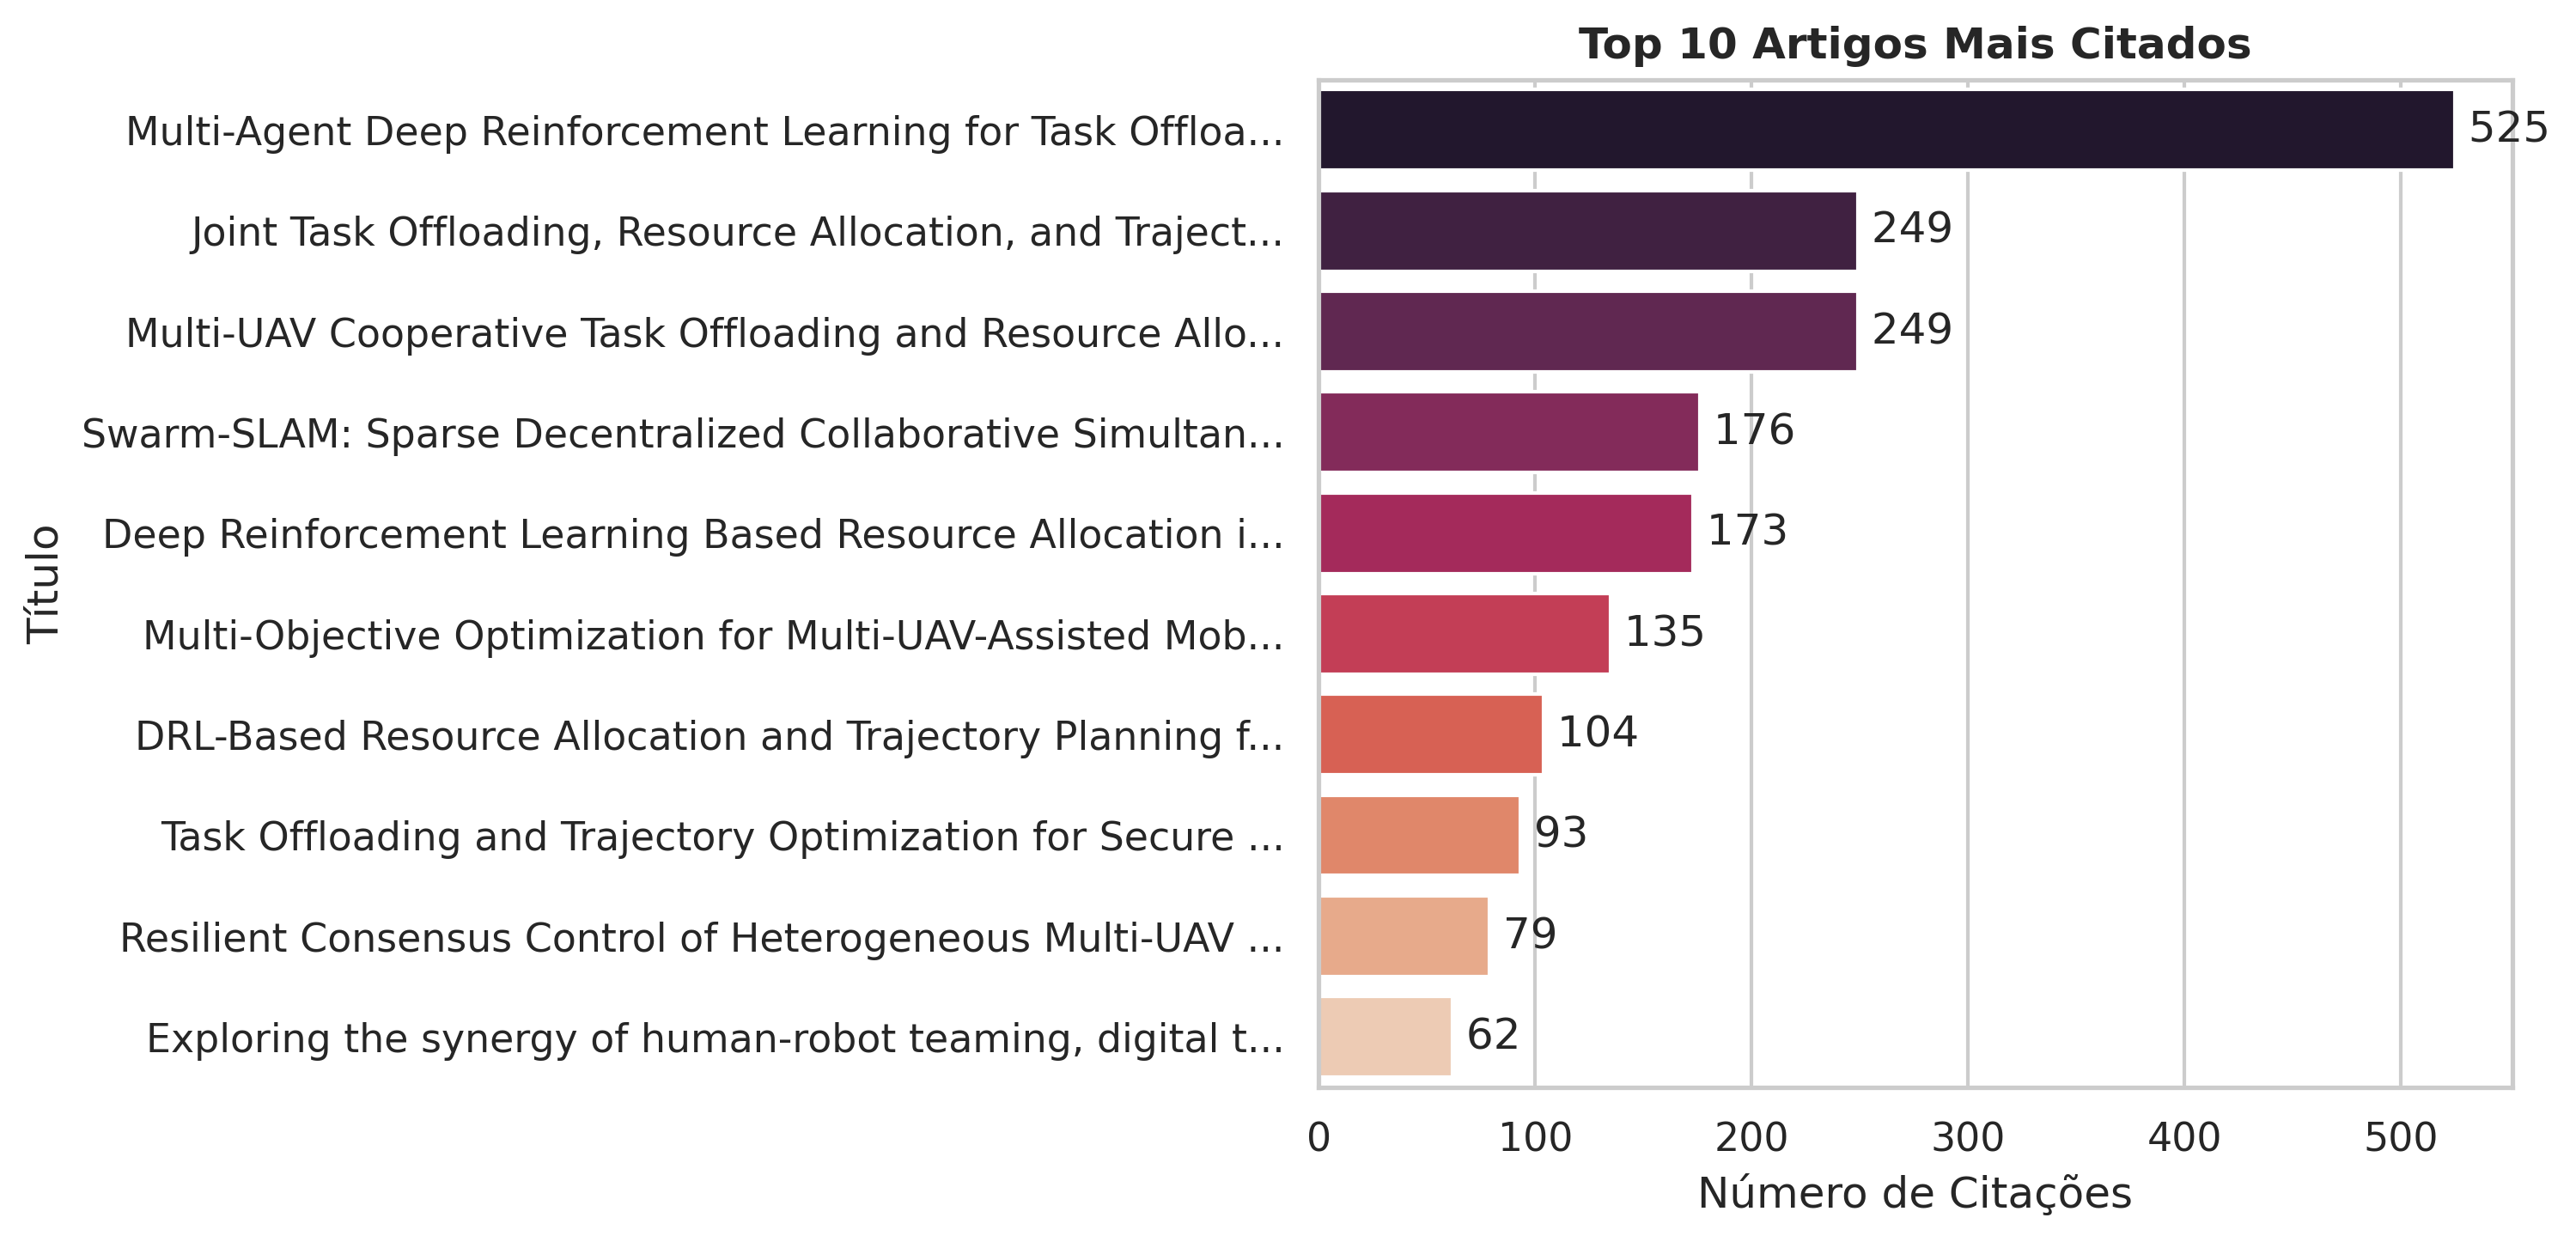 Top 10 Artigos Mais Citados
Multi-Agent Deep Reinforcement Learning for Task Offloa... 525
Joint Task Offloading, Resource Allocation, and Traject... 249
Multi-UAV Cooperative Task Offloading and Resource Allo... 249
Swarm-SLAM: Sparse Decentralized Collaborative Simultan... 176
Deep Reinforcement Learning Based Resource Allocation i... 173
Multi-Objective Optimization for Multi-UAV-Assisted Mob... 135
DRL-Based Resource Allocation and Trajectory Planning f... 104
Task Offloading and Trajectory Optimization for Secure ... 93
Resilient Consensus Control of Heterogeneous Multi-UAV ... 79
Exploring the synergy of human-robot teaming, digital t... 62
Título
0 100 200 300 400 500
Número de Citações